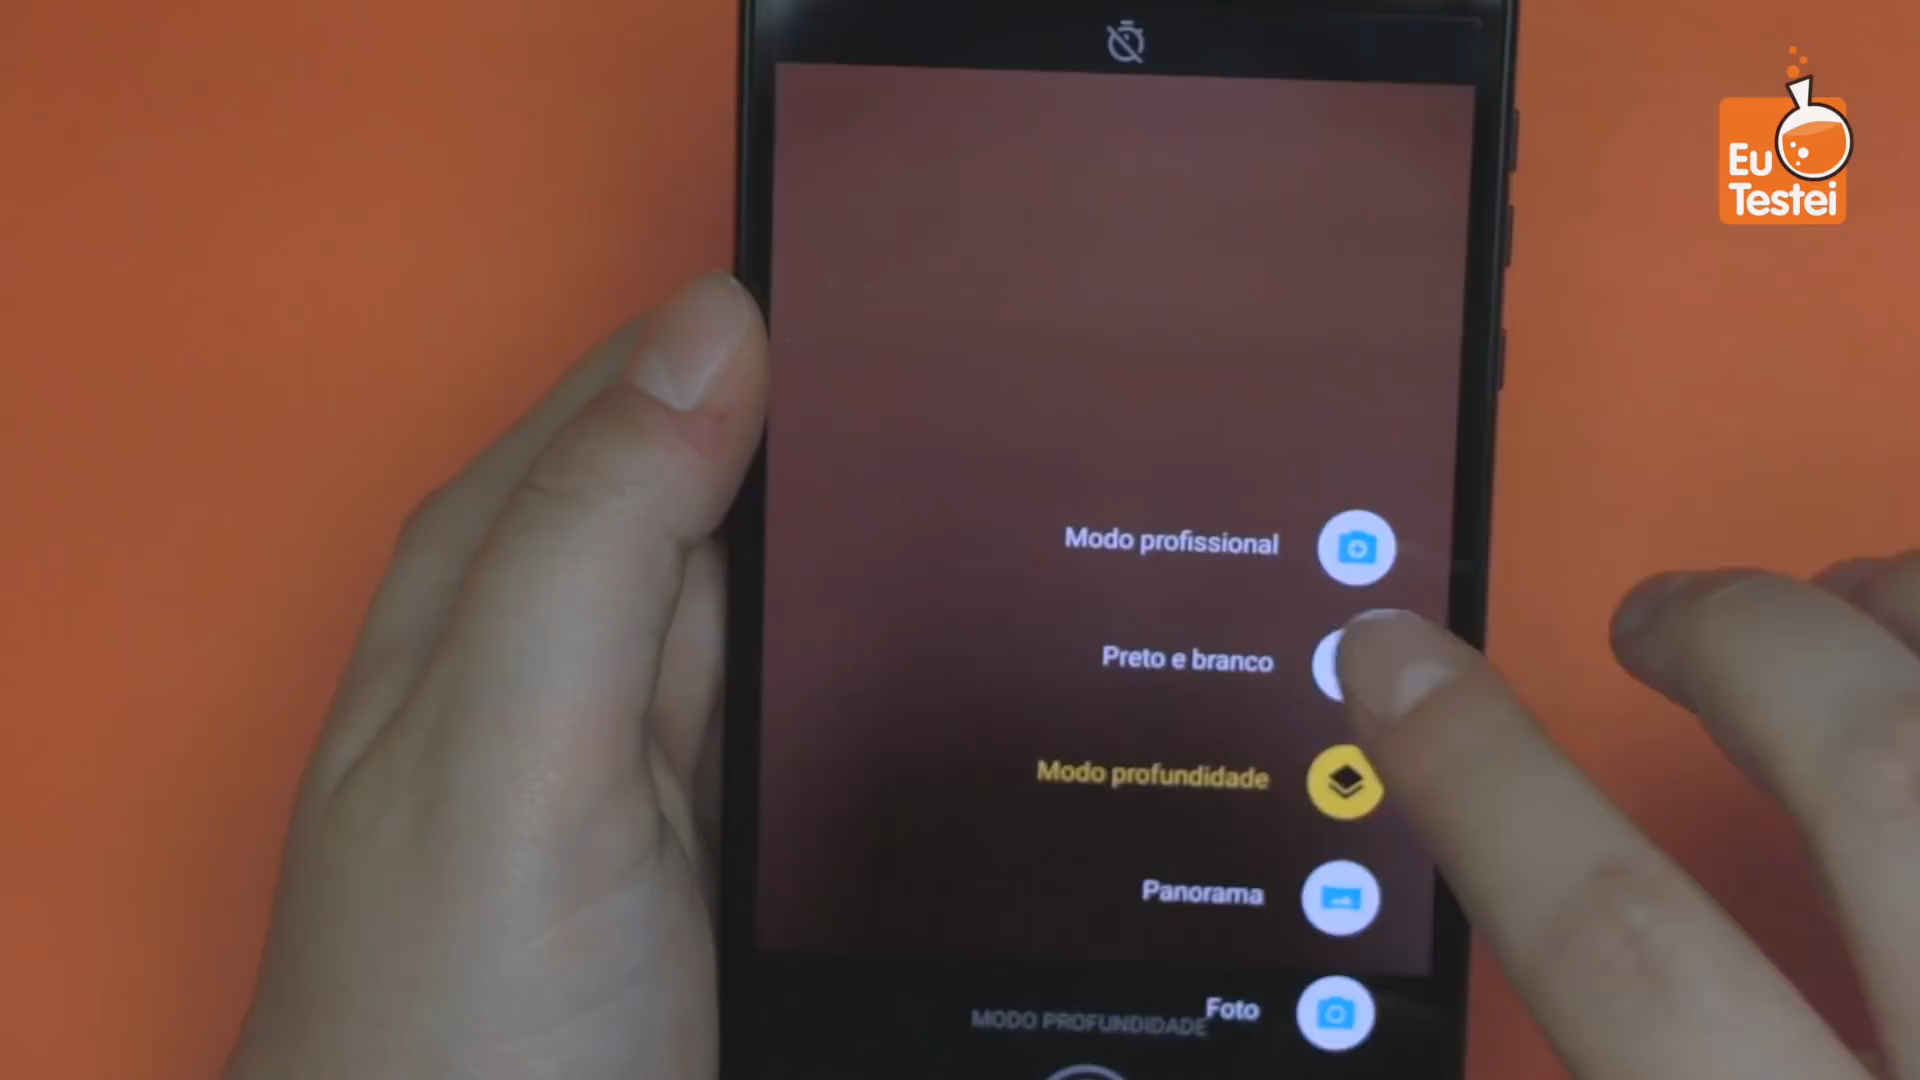 Eu
Testei
Modo profissional
Preto e branco
Modo profundidade
Panorama
Foto
MODO PROFUNDIDADE